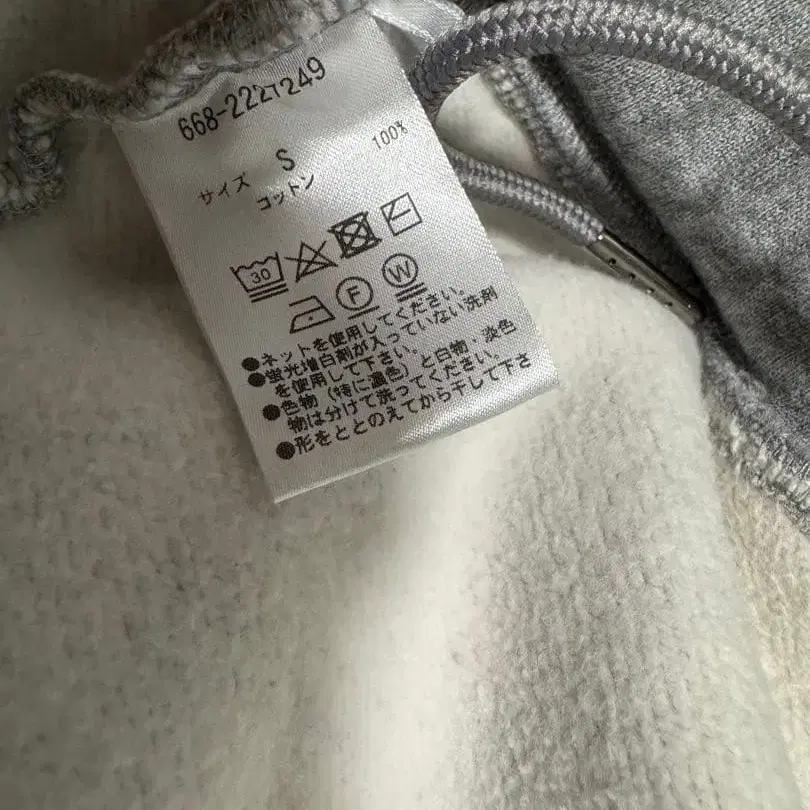 668-2221249
サイズ S
コットン 100%
30
F W
●ネットを使用してください。
●蛍光増白剤が入っていない洗剤
を使用して下さい。
●色物(特に濃色)と白物・淡色
物は分けて洗ってください。
●形をととのえてから干して下さ